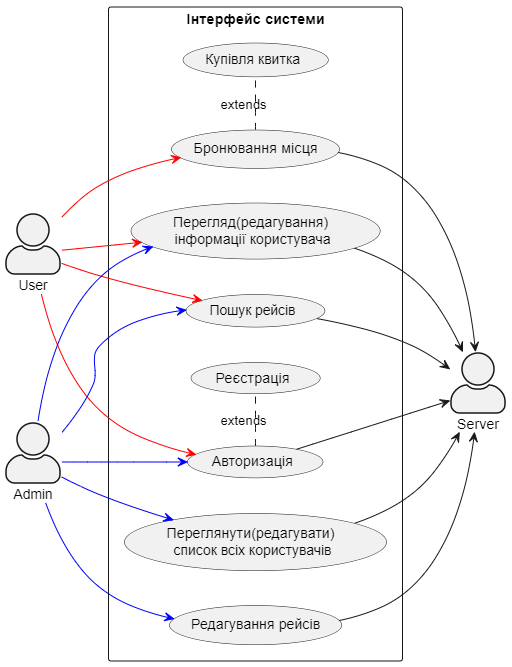 Інтерфейс системи
Купівля квитка
extends
Бронювання місця
Перегляд(редагування)
інформації користувача
User
Пошук рейсів
Реєстрація
Server
extends
Авторизація
Admin
Переглянути(редагувати)
список всіх користувачів
Редагування рейсів